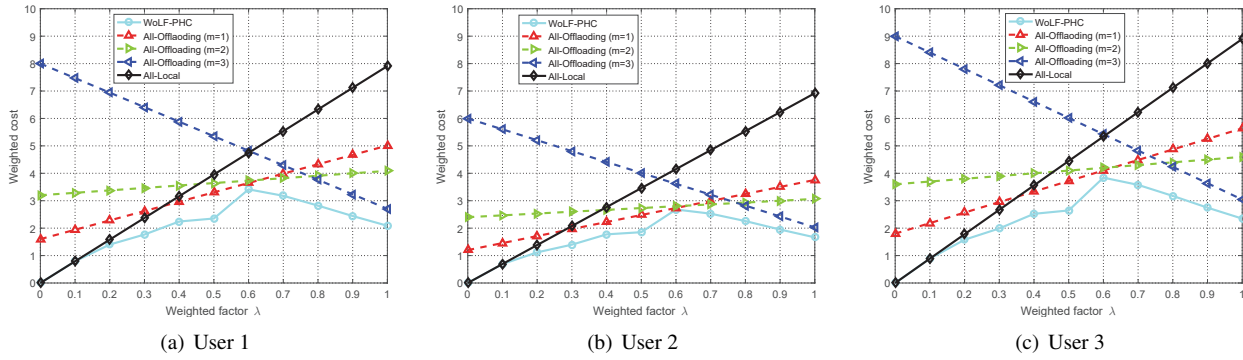 WoLF-PHC
All-Offlaoding (m=1)
All-Offloading (m=2)
All-Offloading (m=3)
All-Local
Weighted cost
10
9
8
7
6
5
4
3
2
1
0
0 0.1 0.2 0.3 0.4 0.5 0.6 0.7 0.8 0.9 1
Weighted factor λ
(a) User 1
WoLF-PHC
All-Offlaoding (m=1)
All-Offloading (m=2)
All-Offloading (m=3)
All-Local
Weighted cost
10
9
8
7
6
5
4
3
2
1
0
0 0.1 0.2 0.3 0.4 0.5 0.6 0.7 0.8 0.9 1
Weighted factor λ
(b) User 2
WoLF-PHC
All-Offlaoding (m=1)
All-Offloading (m=2)
All-Offloading (m=3)
All-Local
Weighted cost
10
9
8
7
6
5
4
3
2
1
0
0 0.1 0.2 0.3 0.4 0.5 0.6 0.7 0.8 0.9 1
Weighted factor λ
(c) User 3